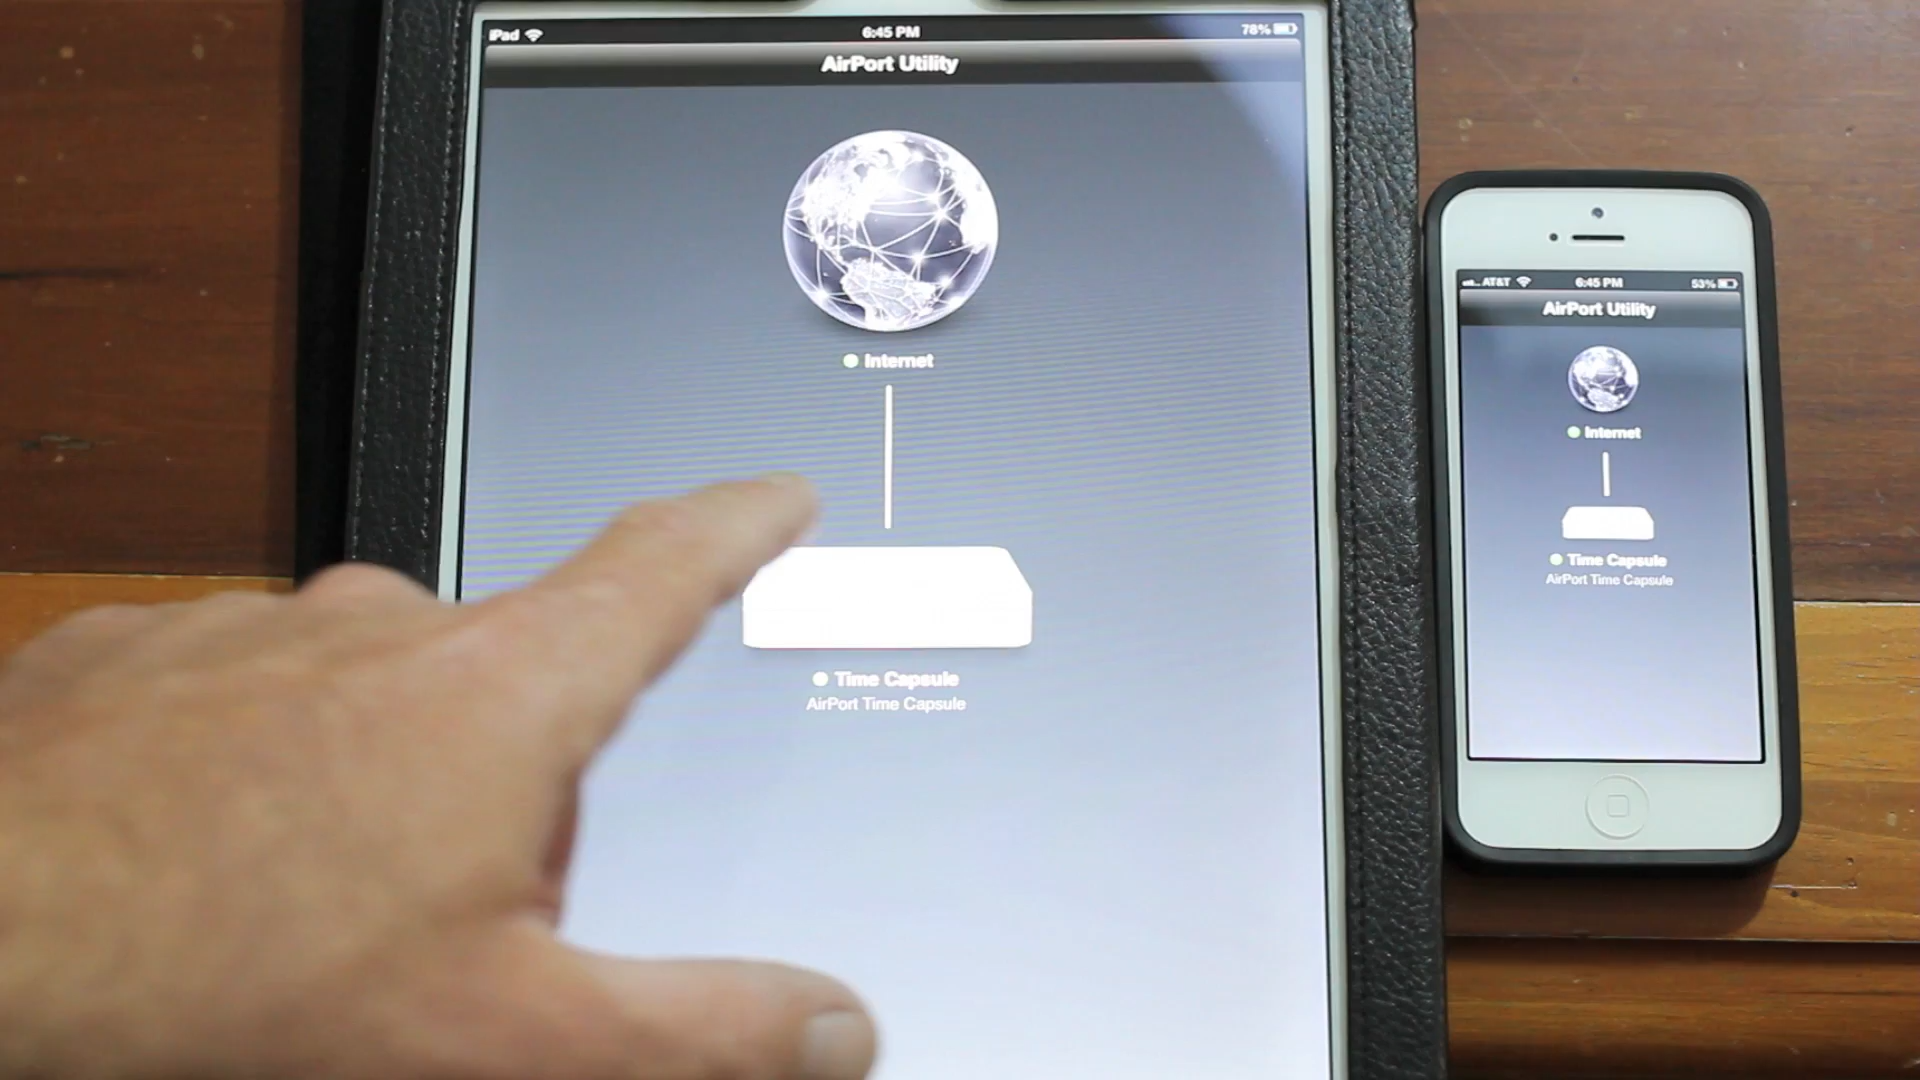 iPad 6:45 PM 78%
AirPort Utility
Internet
Time Capsule
AirPort Time Capsule
AT&T 6:45 PM 53%
AirPort Utility
Internet
Time Capsule
AirPort Time Capsule